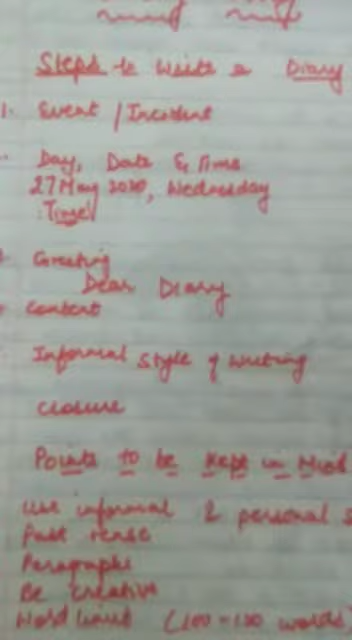 Steps to Write a Diary
1. Event / Incident
Day, Date & Time
27 May 2020, Wednesday
Time
Greeting
Dear Diary
Content
Informal style of writing
Closure
Points to be Kept in Mind
Use informal & personal s
Past tense
Paragraphs
Be creative
Word limit (100 - 150 words)